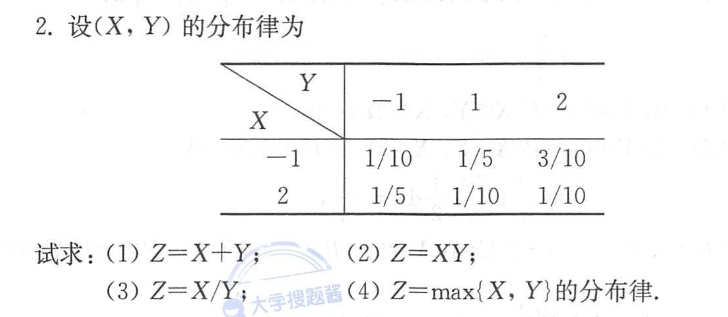 2. 设(X, Y) 的分布律为
Y
X
−1 1 2
−1 1/10 1/5 3/10
2 1/5 1/10 1/10
试求：(1) Z=X+Y; (2) Z=XY;
(3) Z=X/Y; (4) Z=max{X, Y}的分布律.
大学搜题酱